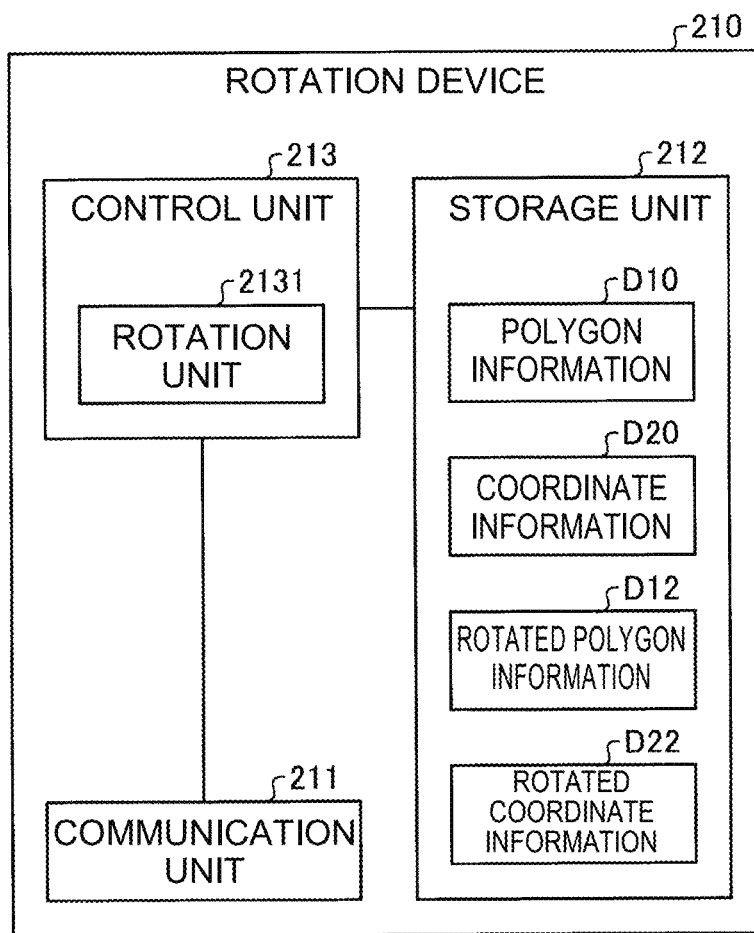 210
ROTATION DEVICE
213
CONTROL UNIT
2131
ROTATION
UNIT
212
STORAGE UNIT
D10
POLYGON
INFORMATION
D20
COORDINATE
INFORMATION
D12
ROTATED POLYGON
INFORMATION
D22
ROTATED
COORDINATE
INFORMATION
211
COMMUNICATION
UNIT